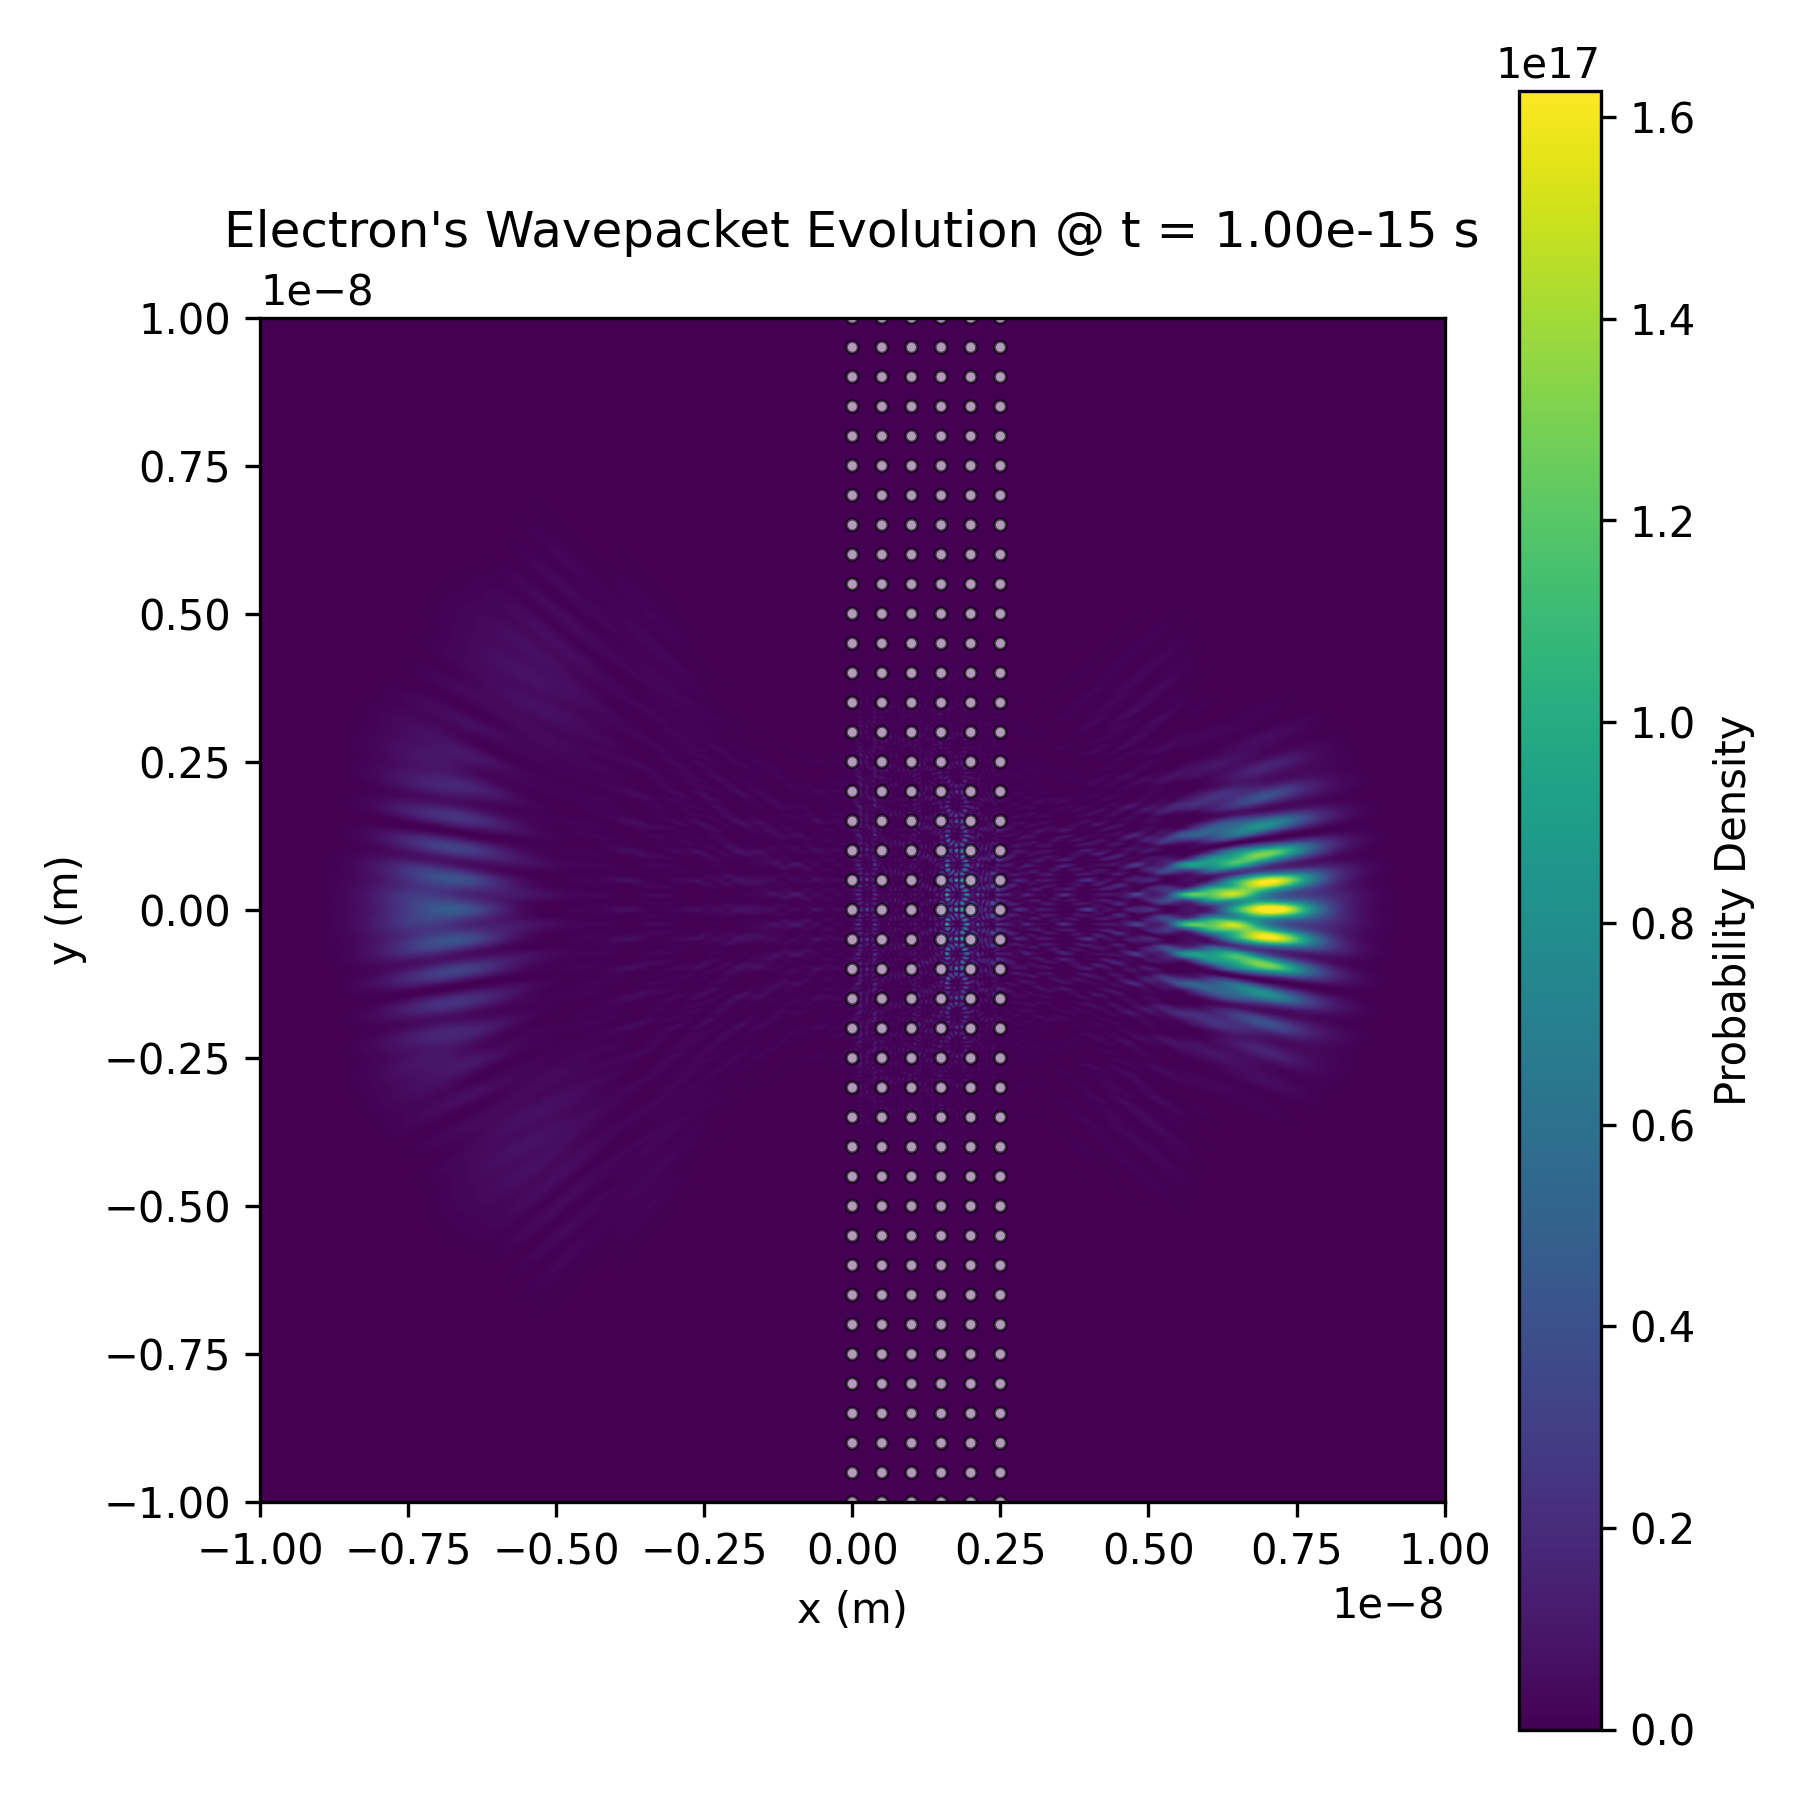 1e17
Electron's Wavepacket Evolution @ t = 1.00e-15 s
1e−8
1.00
0.75
0.50
0.25
0.00
−0.25
−0.50
−0.75
−1.00
y (m)
−1.00 −0.75 −0.50 −0.25 0.00 0.25 0.50 0.75 1.00
x (m)
1e−8
1.6
1.4
1.2
1.0
0.8
0.6
0.4
0.2
0.0
Probability Density